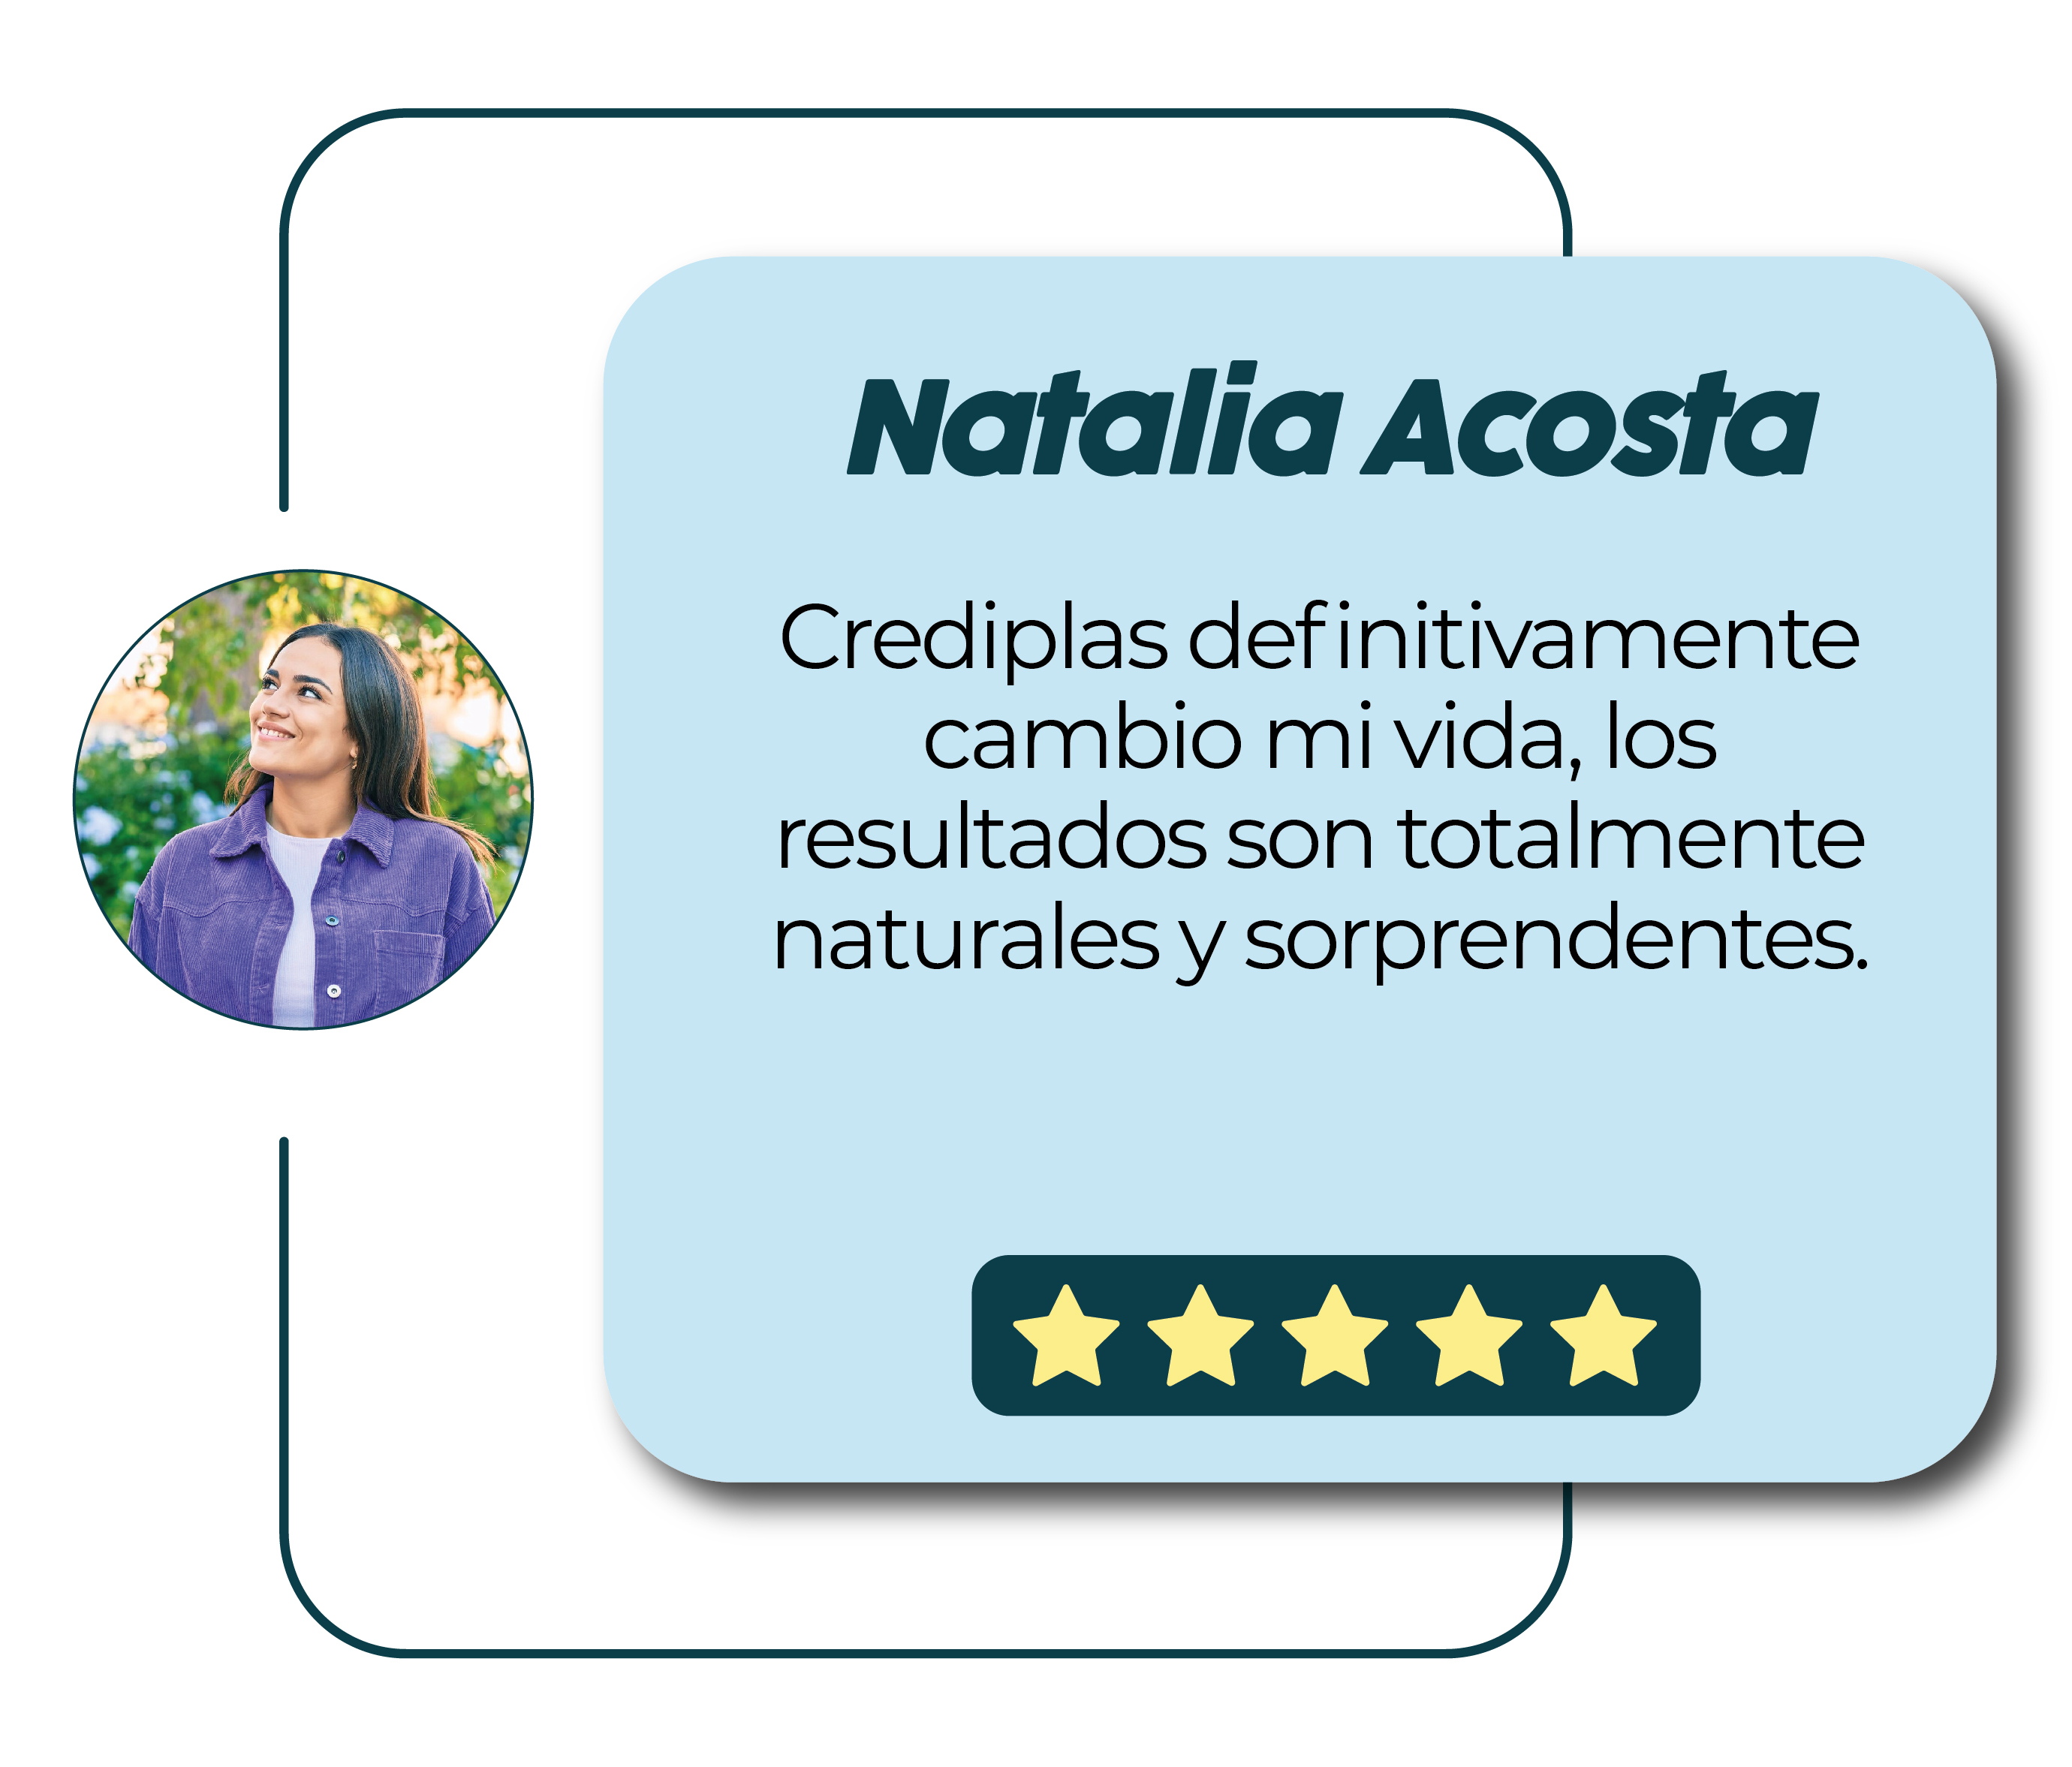 Natalia Acosta
Crediplas definitivamente
cambio mi vida, los
resultados son totalmente
naturales y sorprendentes.